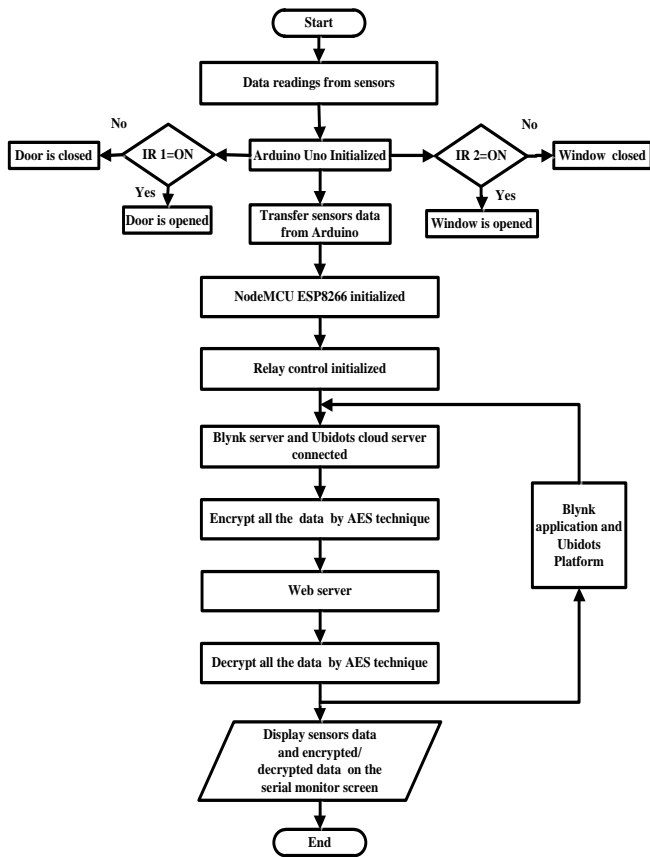 Start
Data readings from sensors
No
No
Door is closed
IR 1=ON
Arduino Uno Initialized
IR 2=ON
Window closed
Yes
Yes
Door is opened
Transfer sensors data
from Arduino
Window is opened
NodeMCU ESP8266 initialized
Relay control initialized
Blynk server and Ubidots cloud server
connected
Encrypt all the data by AES technique
Blynk
application and
Ubidots
Platform
Web server
Decrypt all the data by AES technique
Display sensors data
and encrypted/
decrypted data on the
serial monitor screen
End